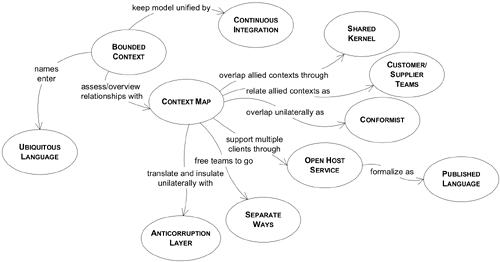 keep model unified by
CONTINUOUS
INTEGRATION
BOUNDED
CONTEXT
names
enter
assess/overview
relationships with
UBIQUITOUS
LANGUAGE
CONTEXT MAP
overlap allied contexts through
SHARED
KERNEL
relate allied contexts as
CUSTOMER/
SUPPLIER
TEAMS
overlap unilaterally as
CONFORMIST
support multiple
clients through
OPEN HOST
SERVICE
formalize as
PUBLISHED
LANGUAGE
free teams to go
SEPARATE
WAYS
translate and insulate
unilaterally with
ANTICORRUPTION
LAYER